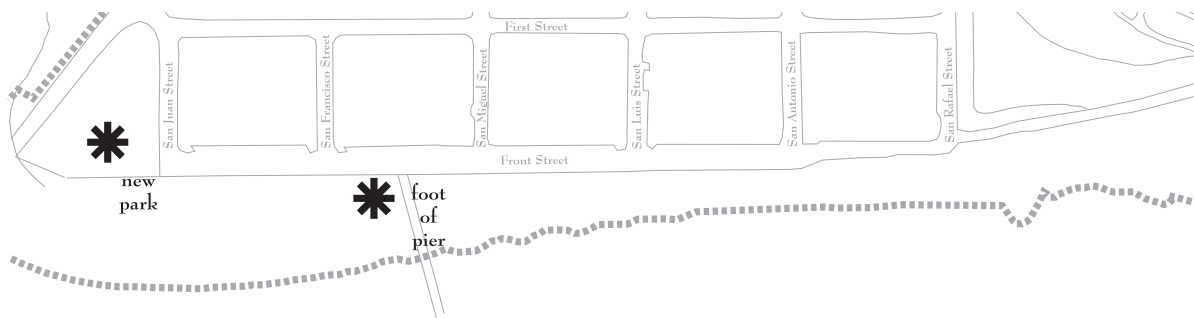 First Street
San Juan Street
San Francisco Street
San Miguel Street
San Luis Street
San Antonio Street
San Rafael Street
Front Street
new
park
foot
of
pier